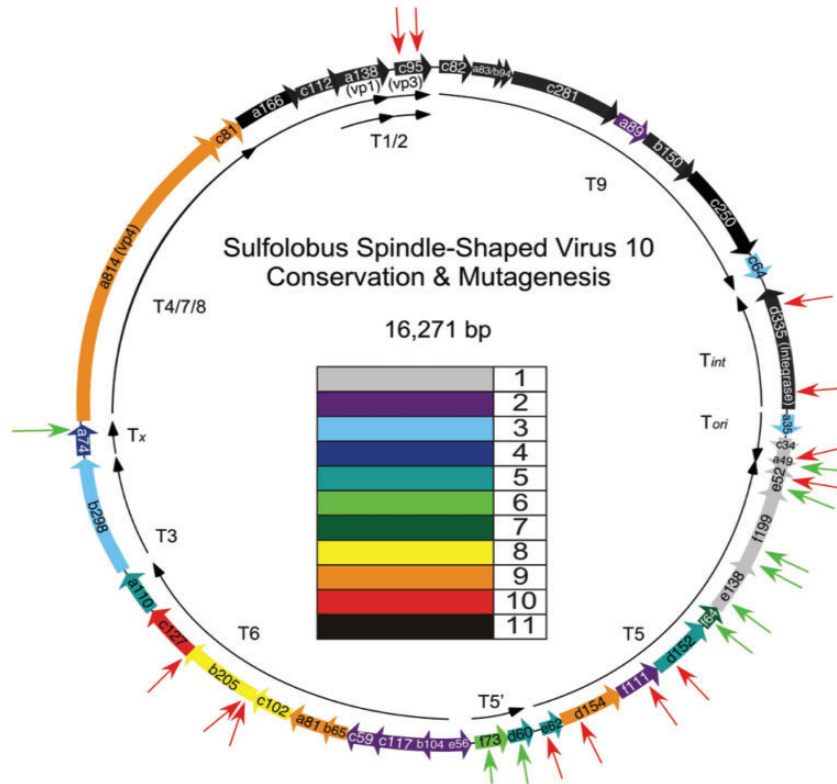 Sulfolobus Spindle-Shaped Virus 10
Conservation & Mutagenesis
16,271 bp
1
2
3
4
5
6
7
8
9
10
11
c95
(vp3)
c82
a83/b94
c281
a89
b150
c250
c64
d335 (Integrase)
a35
c34
a49
e52
f199
e138
f64
d152
f111
d154
e62
d60
f73
e56
b104
c117
c59
b65
a81
c102
b205
c127
a110
b298
a74
a814 (vp4)
c81
a166
c112
a138
(vp1)
T1/2
T9
Tint
Tori
T5
T5'
T6
T3
Tx
T4/7/8